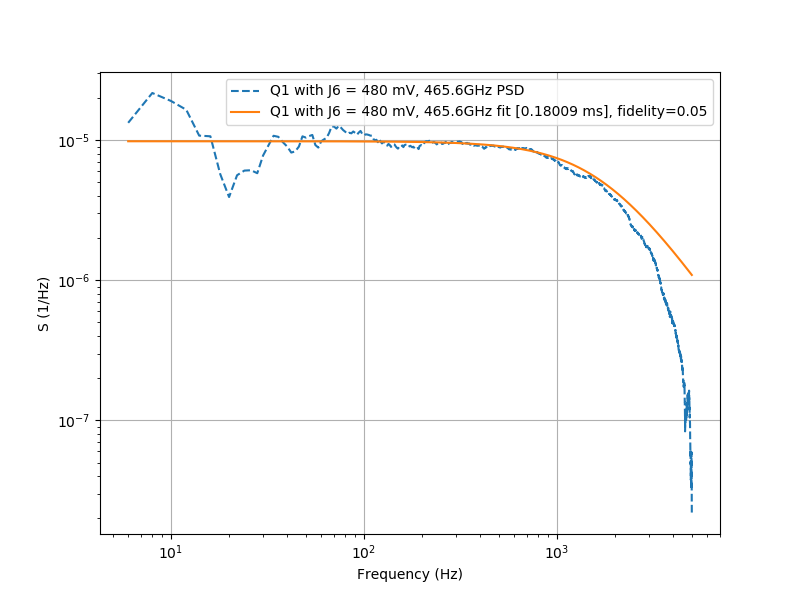 Q1 with J6 = 480 mV, 465.6GHz PSD
Q1 with J6 = 480 mV, 465.6GHz fit [0.18009 ms], fidelity=0.05
S (1/Hz)
10⁻⁵
10⁻⁶
10⁻⁷
10¹ 10² 10³
Frequency (Hz)